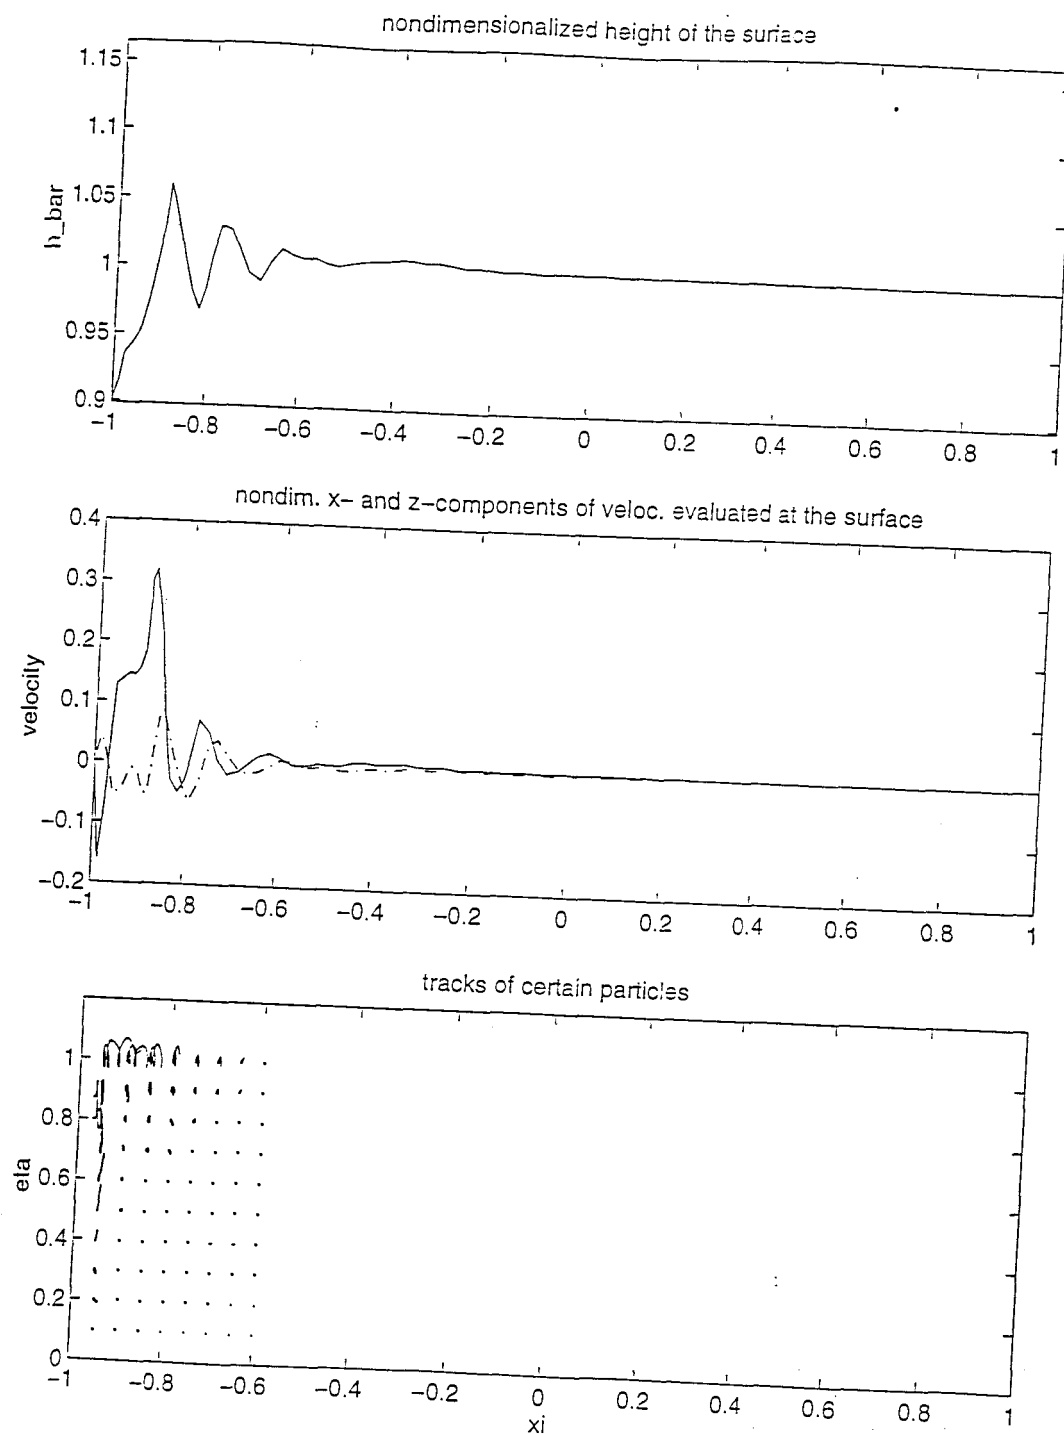 nondimensionalized height of the surface
1.15
1.1
1.05
1
0.95
0.9
h_bar
-1 -0.8 -0.6 -0.4 -0.2 0 0.2 0.4 0.6 0.8 1
nondim. x- and z-components of veloc. evaluated at the surface
0.4
0.3
0.2
0.1
0
-0.1
-0.2
velocity
-1 -0.8 -0.6 -0.4 -0.2 0 0.2 0.4 0.6 0.8 1
tracks of certain particles
1
0.8
0.6
0.4
0.2
0
eta
-1 -0.8 -0.6 -0.4 -0.2 0 0.2 0.4 0.6 0.8 1
xi